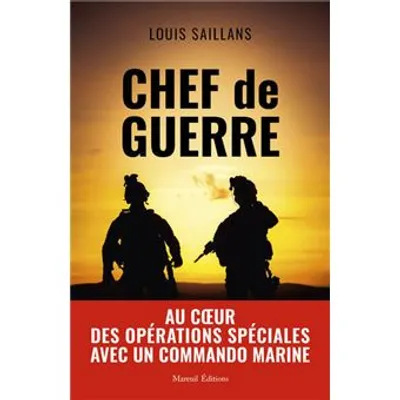 LOUIS SAILLANS
CHEF de
GUERRE
AU CŒUR
DES OPÉRATIONS SPÉCIALES
AVEC UN COMMANDO MARINE
Mareuil Éditions